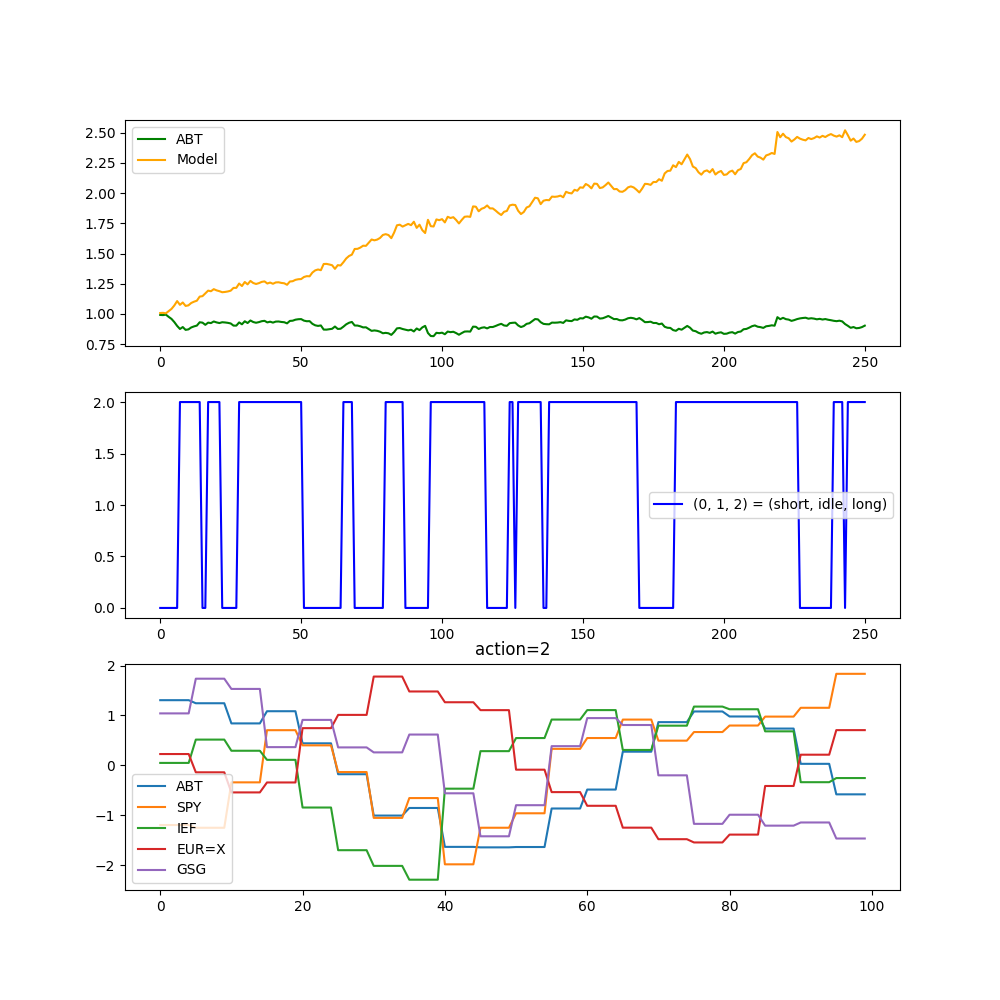 2.50
2.25
2.00
1.75
1.50
1.25
1.00
0.75
ABT
Model
0 50 100 150 200 250
2.0
1.5
1.0
0.5
0.0
(0, 1, 2) = (short, idle, long)
0 50 100 150 200 250
action=2
2
1
0
−1
−2
ABT
SPY
IEF
EUR=X
GSG
0 20 40 60 80 100